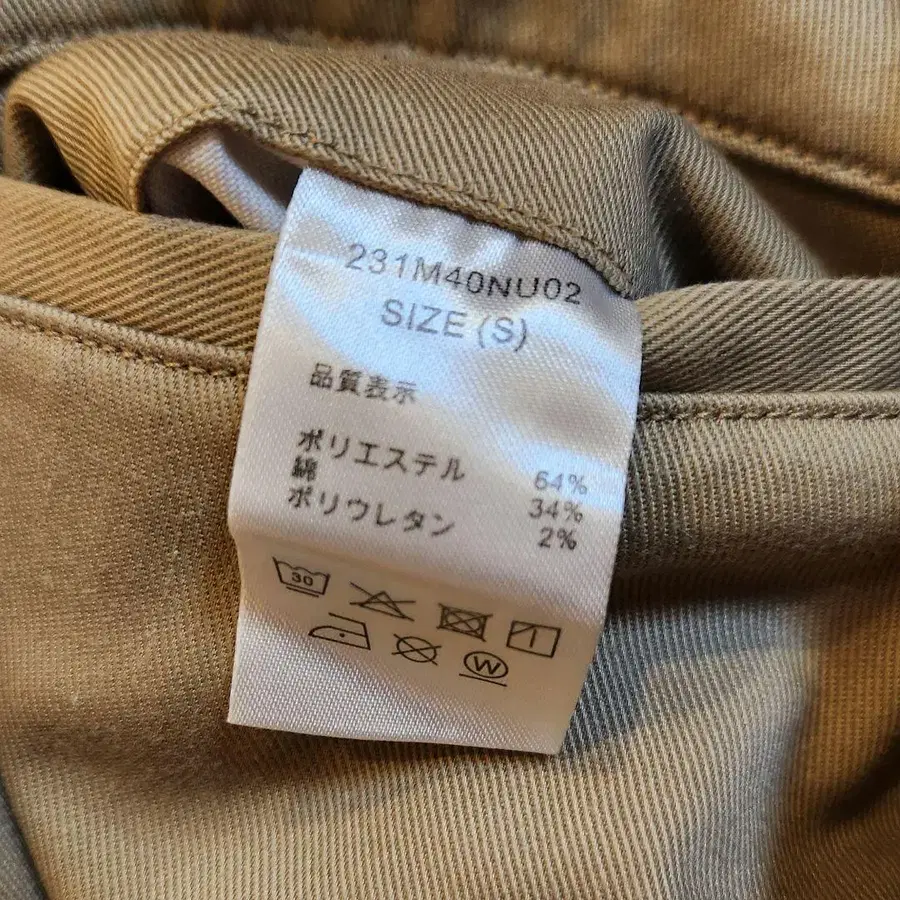 231M40NU02
SIZE (S)
品質表示
ポリエステル 64%
綿 34%
ポリウレタン 2%
30
W